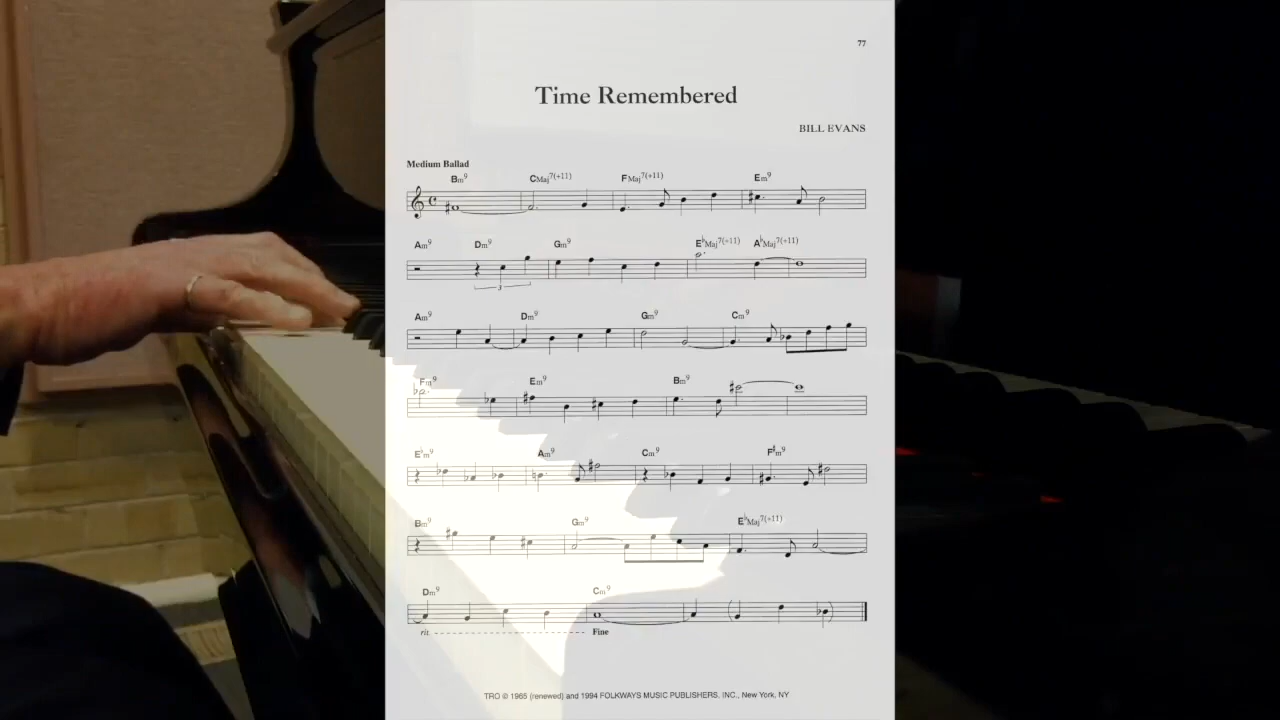 77
Time Remembered
BILL EVANS
Medium Ballad
Bm9 CMaj7(+11) FMaj7(+11) Em9
Am9 Dm9 Gm9 E♭Maj7(+11) A♭Maj7(+11)
3
Am9 Dm9 Gm9 Cm9
Fm9 Em9 Bm9
E♭m9 Am9 Cm9 F♯m9
Bm9 Gm9 E♭Maj7(+11)
Dm9 Cm9
rit Fine
TRO © 1965 (renewed) and 1994 FOLKWAYS MUSIC PUBLISHERS, INC., New York, NY